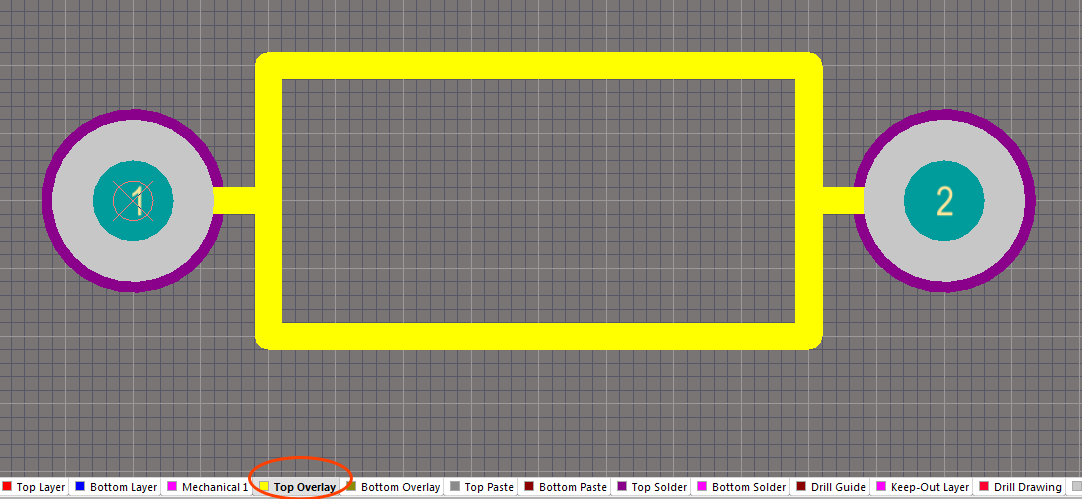 1 2
Top Layer Bottom Layer Mechanical 1 Top Overlay Bottom Overlay Top Paste Bottom Paste Top Solder Bottom Solder Drill Guide Keep-Out Layer Drill Drawing